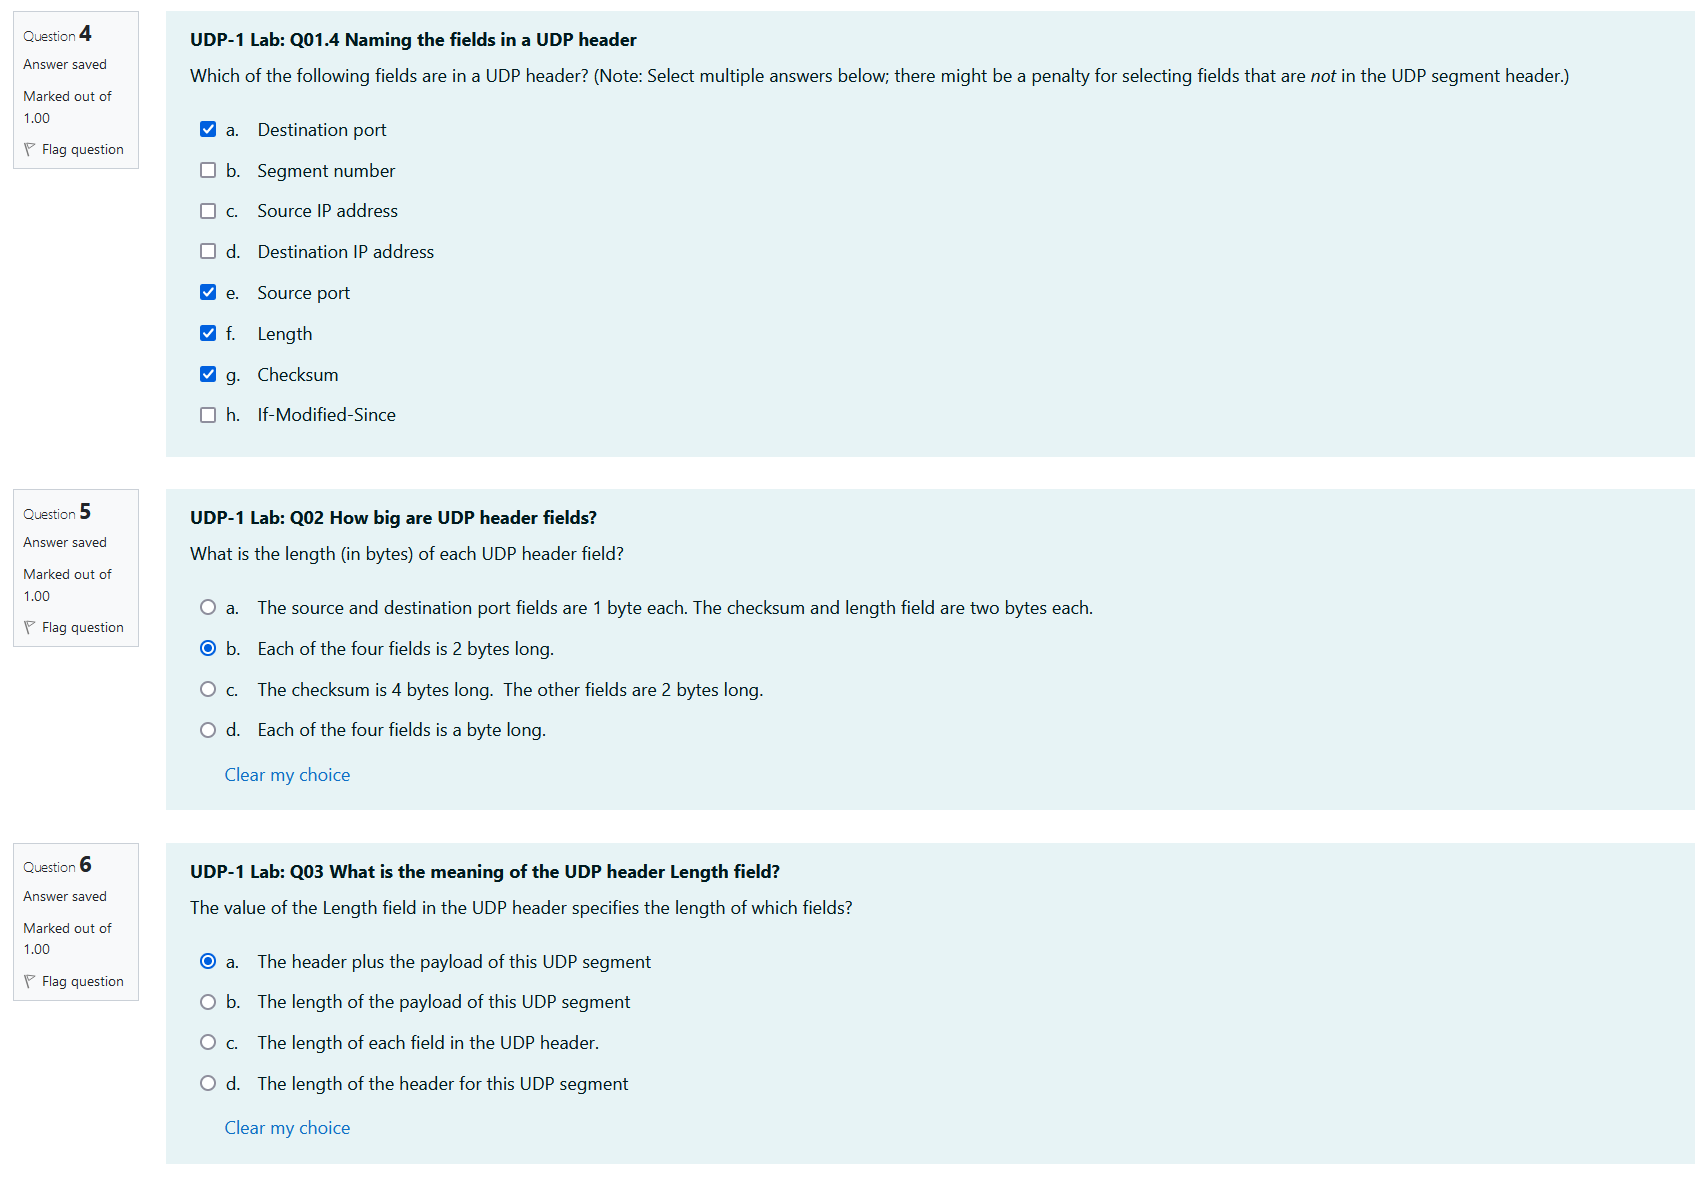 Question 4
Answer saved
Marked out of
1.00
Flag question
UDP-1 Lab: Q01.4 Naming the fields in a UDP header
Which of the following fields are in a UDP header? (Note: Select multiple answers below; there might be a penalty for selecting fields that are not in the UDP segment header.)
a. Destination port
b. Segment number
c. Source IP address
d. Destination IP address
e. Source port
f. Length
g. Checksum
h. If-Modified-Since
Question 5
Answer saved
Marked out of
1.00
Flag question
UDP-1 Lab: Q02 How big are UDP header fields?
What is the length (in bytes) of each UDP header field?
a. The source and destination port fields are 1 byte each. The checksum and length field are two bytes each.
b. Each of the four fields is 2 bytes long.
c. The checksum is 4 bytes long.  The other fields are 2 bytes long.
d. Each of the four fields is a byte long.
Clear my choice
Question 6
Answer saved
Marked out of
1.00
Flag question
UDP-1 Lab: Q03 What is the meaning of the UDP header Length field?
The value of the Length field in the UDP header specifies the length of which fields?
a. The header plus the payload of this UDP segment
b. The length of the payload of this UDP segment
c. The length of each field in the UDP header.
d. The length of the header for this UDP segment
Clear my choice